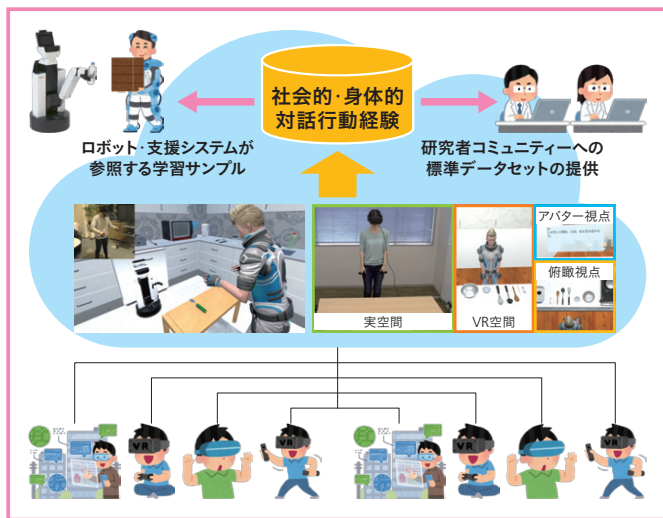 社会的・身体的
対話行動経験
ロボット・支援システムが
参照する学習サンプル
研究者コミュニティーへの
標準データセットの提供
アバター視点
俯瞰視点
実空間
VR空間
VR
VR
VR
VR